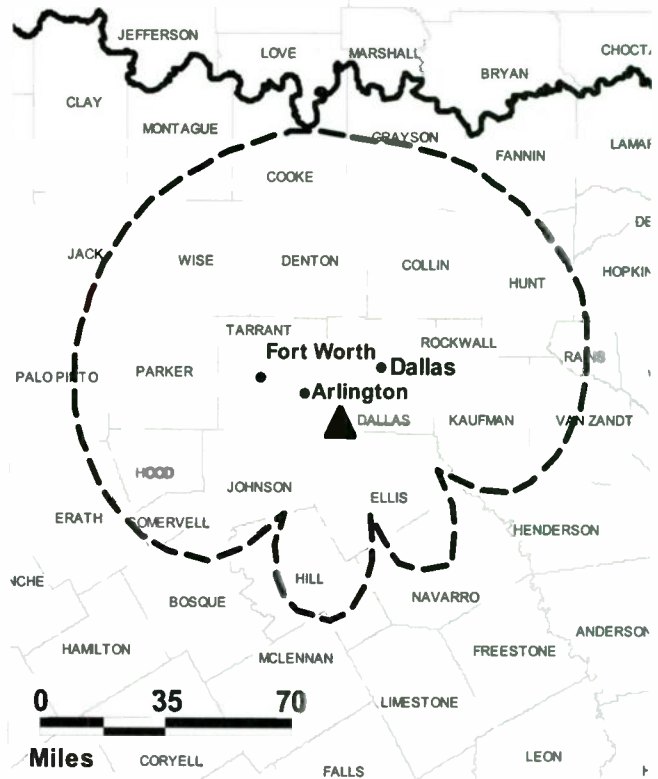 JEFFERSON
LOVE
MARSHALL
CHOCTA
BRYAN
CLAY
MONTAGUE
GRAYSON
FANNIN
LAMAR
COOKE
DE
JACK
WISE
DENTON
COLLIN
HUNT
HOPKIN
TARRANT
ROCKWALL
RAINS
Fort Worth
Dallas
PALO PINTO
PARKER
Arlington
DALLAS
KAUFMAN
VAN ZANDT
HOOD
JOHNSON
ELLIS
ERATH
SOMERVELL
HENDERSON
NCHE
HILL
BOSQUE
NAVARRO
ANDERSON
HAMILTON
MCLENNAN
FREESTONE
0 35 70
LIMESTONE
Miles
CORYELL
FALLS
LEON
H